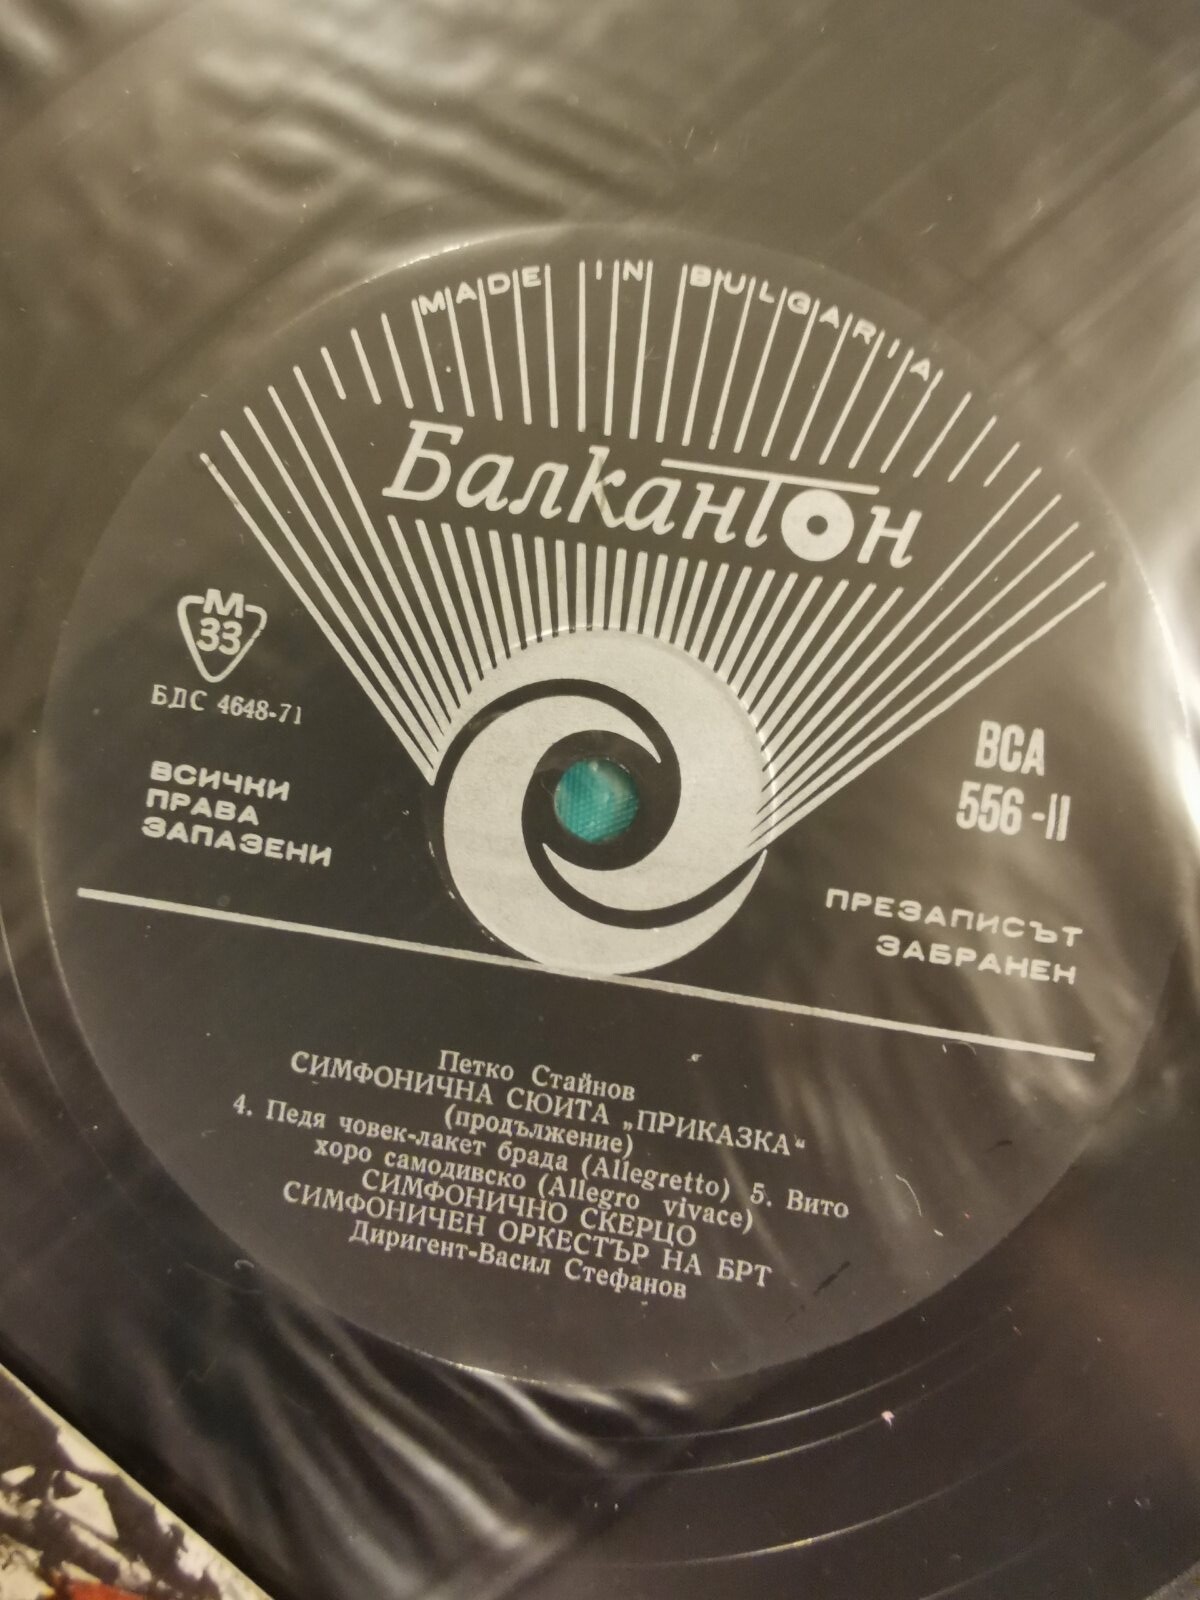 MADE IN BULGARIA
Балкантон
М
33
БДС 4648-71
ВСИЧКИ
ПРАВА
ЗАПАЗЕНИ
ВСА
556-II
ПРЕЗАПИСЪТ
ЗАБРАНЕН
Петко Стайнов
СИМФОНИЧНА СЮИТА „ПРИКАЗКА“
(продължение)
4. Педя човек-лакет брада (Allegretto) 5. Вито
хоро самодивско (Allegro vivace)
СИМФОНИЧНО СКЕРЦО
СИМФОНИЧЕН ОРКЕСТЪР НА БРТ
Диригент-Васил Стефанов